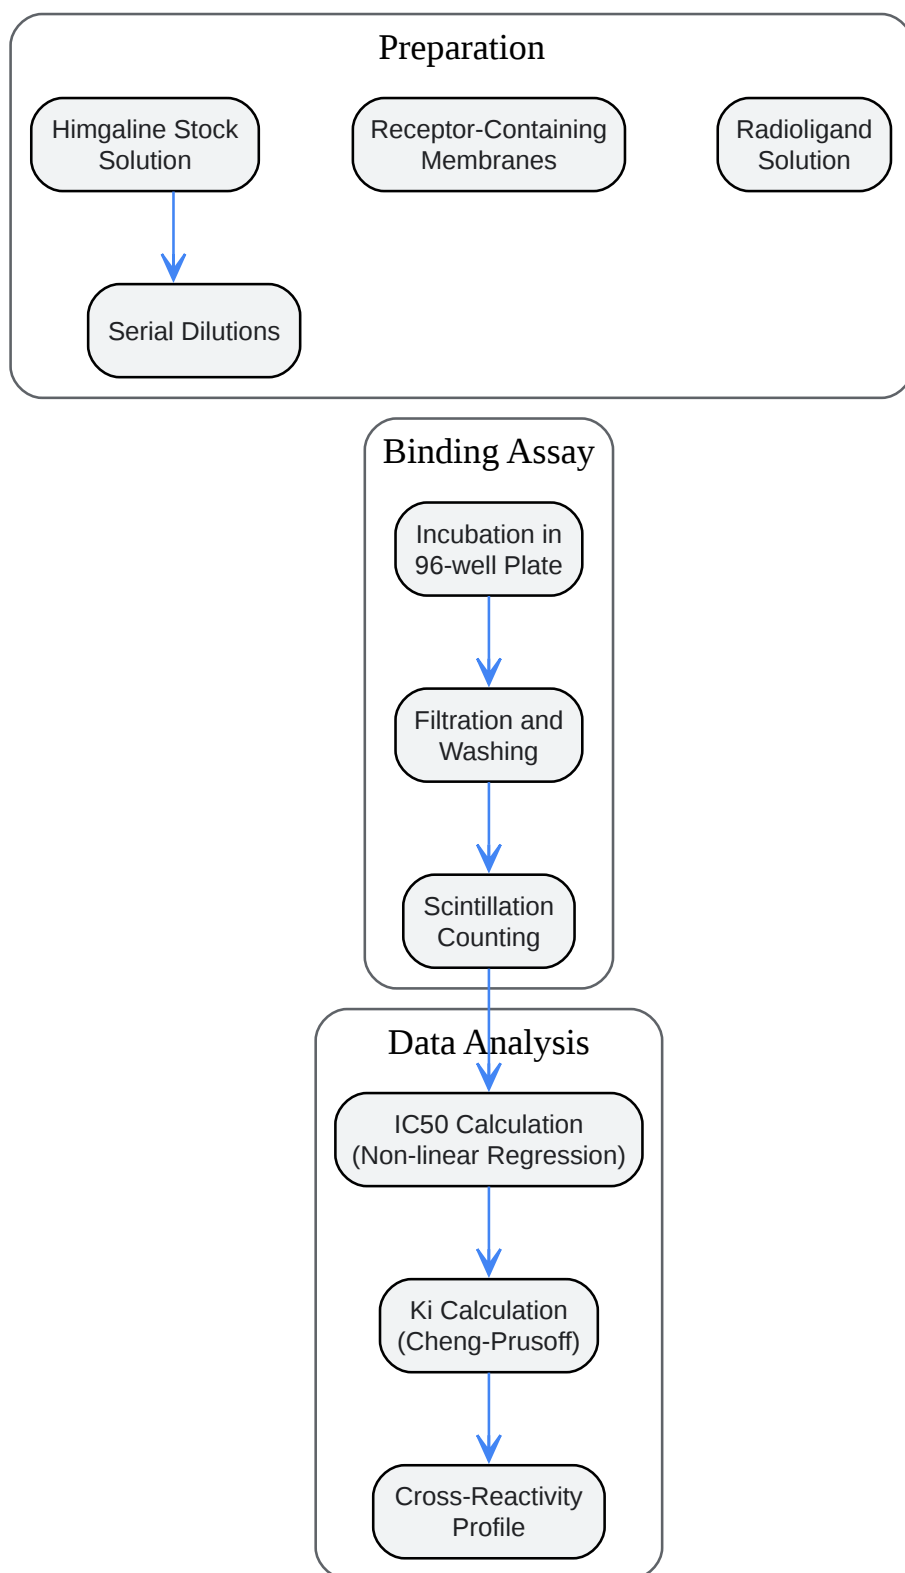 Preparation
Himgaline Stock
Solution
Receptor-Containing
Membranes
Radioligand
Solution
Serial Dilutions
Binding Assay
Incubation in
96-well Plate
Filtration and
Washing
Scintillation
Counting
Data Analysis
IC50 Calculation
(Non-linear Regression)
Ki Calculation
(Cheng-Prusoff)
Cross-Reactivity
Profile